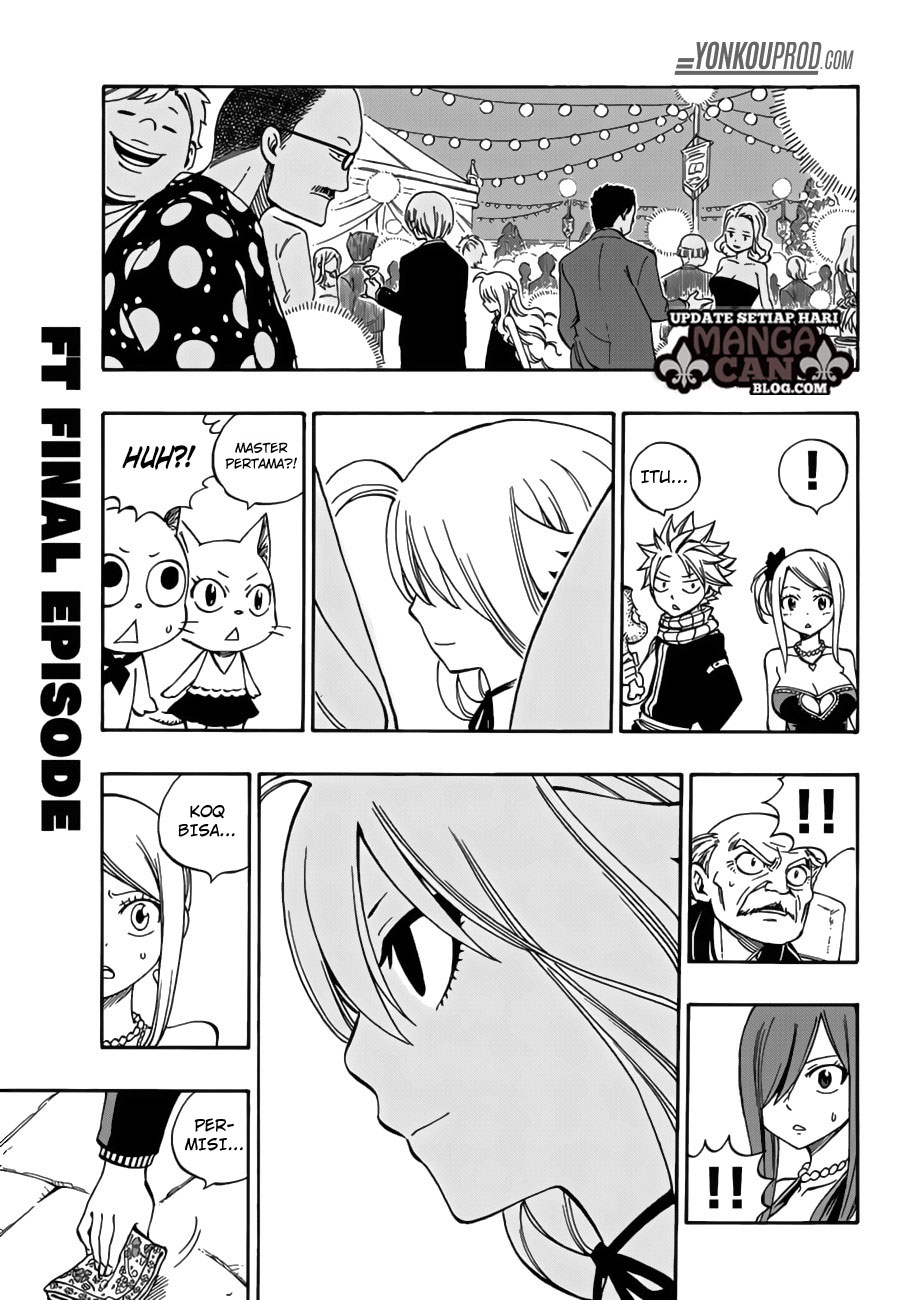 YONKOUPROD.COM
UPDATE SETIAP HARI
MANGA
CAN
BLOG.COM
FT FINAL EPISODE
!
ITU...
MASTER
PERTAMA?!
HUH?!
!!
!!
KOQ
BISA...
PER-
MISI...